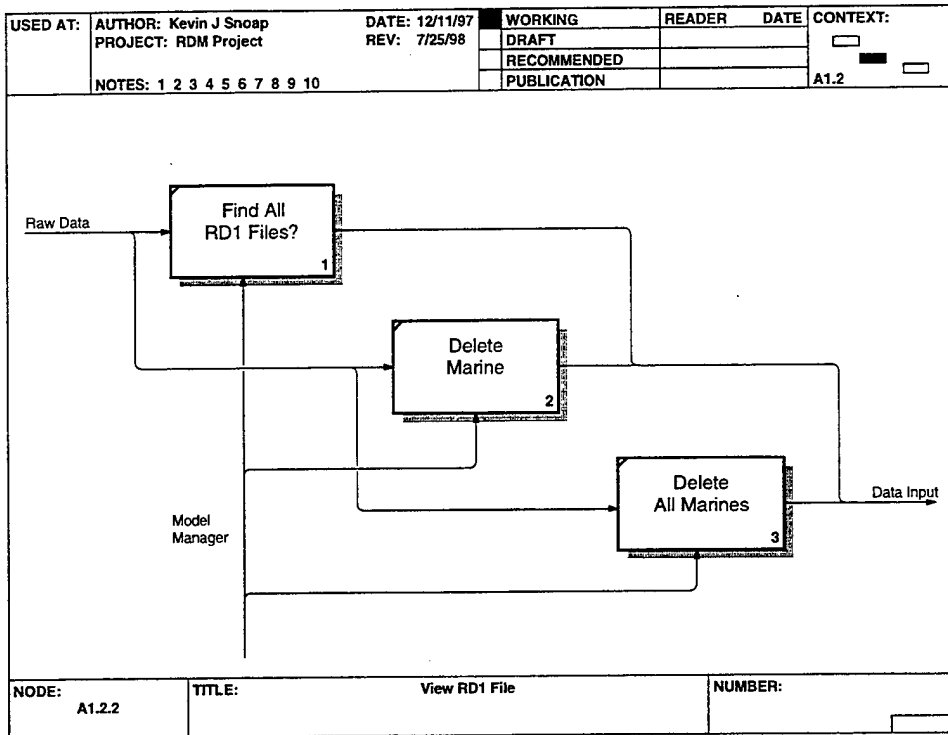 USED AT:
AUTHOR: Kevin J Snoap
DATE: 12/11/97
WORKING
READER DATE
CONTEXT:
PROJECT: RDM Project
REV: 7/25/98
DRAFT
RECOMMENDED
NOTES: 1 2 3 4 5 6 7 8 9 10
PUBLICATION
A1.2
Raw Data
Find All
RD1 Files?
1
Delete
Marine
2
Delete
All Marines
3
Data Input
Model
Manager
NODE:
A1.2.2
TITLE:
View RD1 File
NUMBER: